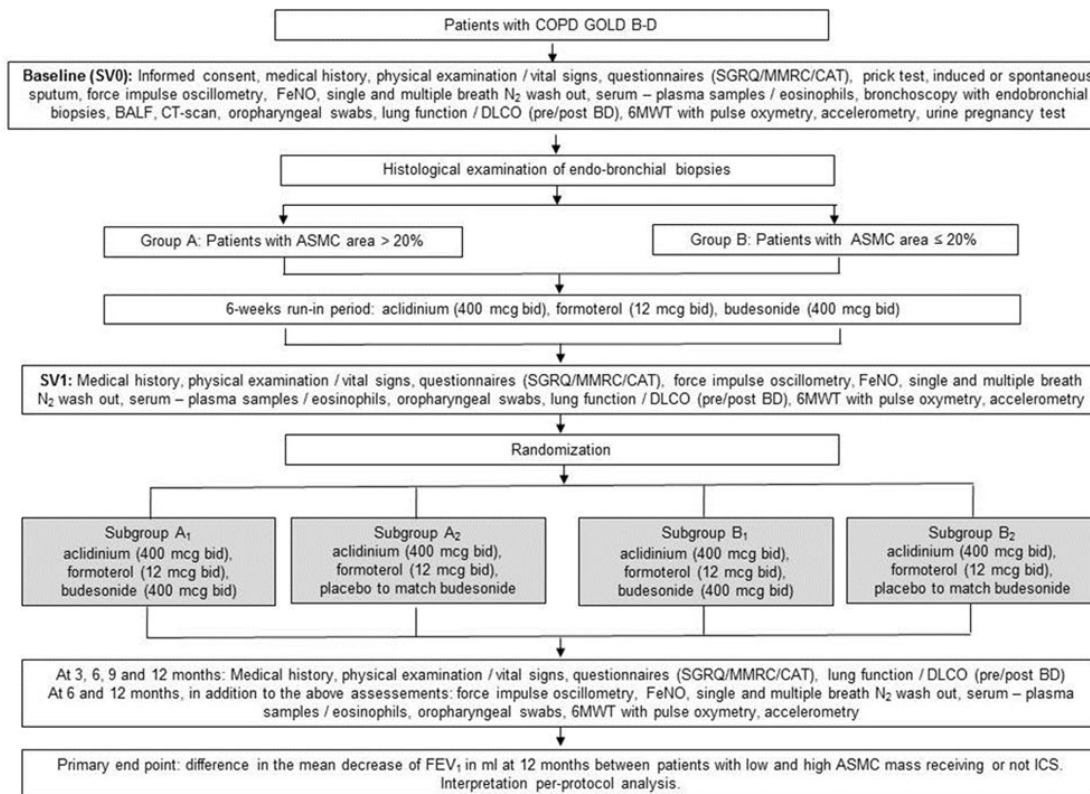 Patients with COPD GOLD B-D
Baseline (SV0): Informed consent, medical history, physical examination / vital signs, questionnaires (SGRQ/MMRC/CAT), prick test, induced or spontaneous
sputum, force impulse oscillometry, FeNO, single and multiple breath N₂ wash out, serum – plasma samples / eosinophils, bronchoscopy with endobronchial
biopsies, BALF, CT-scan, oropharyngeal swabs, lung function / DLCO (pre/post BD), 6MWT with pulse oxymetry, accelerometry, urine pregnancy test
Histological examination of endo-bronchial biopsies
Group A: Patients with ASMC area > 20%
Group B: Patients with ASMC area ≤ 20%
6-weeks run-in period: aclidinium (400 mcg bid), formoterol (12 mcg bid), budesonide (400 mcg bid)
SV1: Medical history, physical examination / vital signs, questionnaires (SGRQ/MMRC/CAT), force impulse oscillometry, FeNO, single and multiple breath
N₂ wash out, serum – plasma samples / eosinophils, oropharyngeal swabs, lung function / DLCO (pre/post BD), 6MWT with pulse oxymetry, accelerometry
Randomization
Subgroup A₁
aclidinium (400 mcg bid),
formoterol (12 mcg bid),
budesonide (400 mcg bid)
Subgroup A₂
aclidinium (400 mcg bid),
formoterol (12 mcg bid),
placebo to match budesonide
Subgroup B₁
aclidinium (400 mcg bid),
formoterol (12 mcg bid),
budesonide (400 mcg bid)
Subgroup B₂
aclidinium (400 mcg bid),
formoterol (12 mcg bid),
placebo to match budesonide
At 3, 6, 9 and 12 months: Medical history, physical examination / vital signs, questionnaires (SGRQ/MMRC/CAT), lung function / DLCO (pre/post BD)
At 6 and 12 months, in addition to the above assessements: force impulse oscillometry, FeNO, single and multiple breath N₂ wash out, serum – plasma
samples / eosinophils, oropharyngeal swabs, 6MWT with pulse oxymetry, accelerometry
Primary end point: difference in the mean decrease of FEV₁ in ml at 12 months between patients with low and high ASMC mass receiving or not ICS.
Interpretation per-protocol analysis.